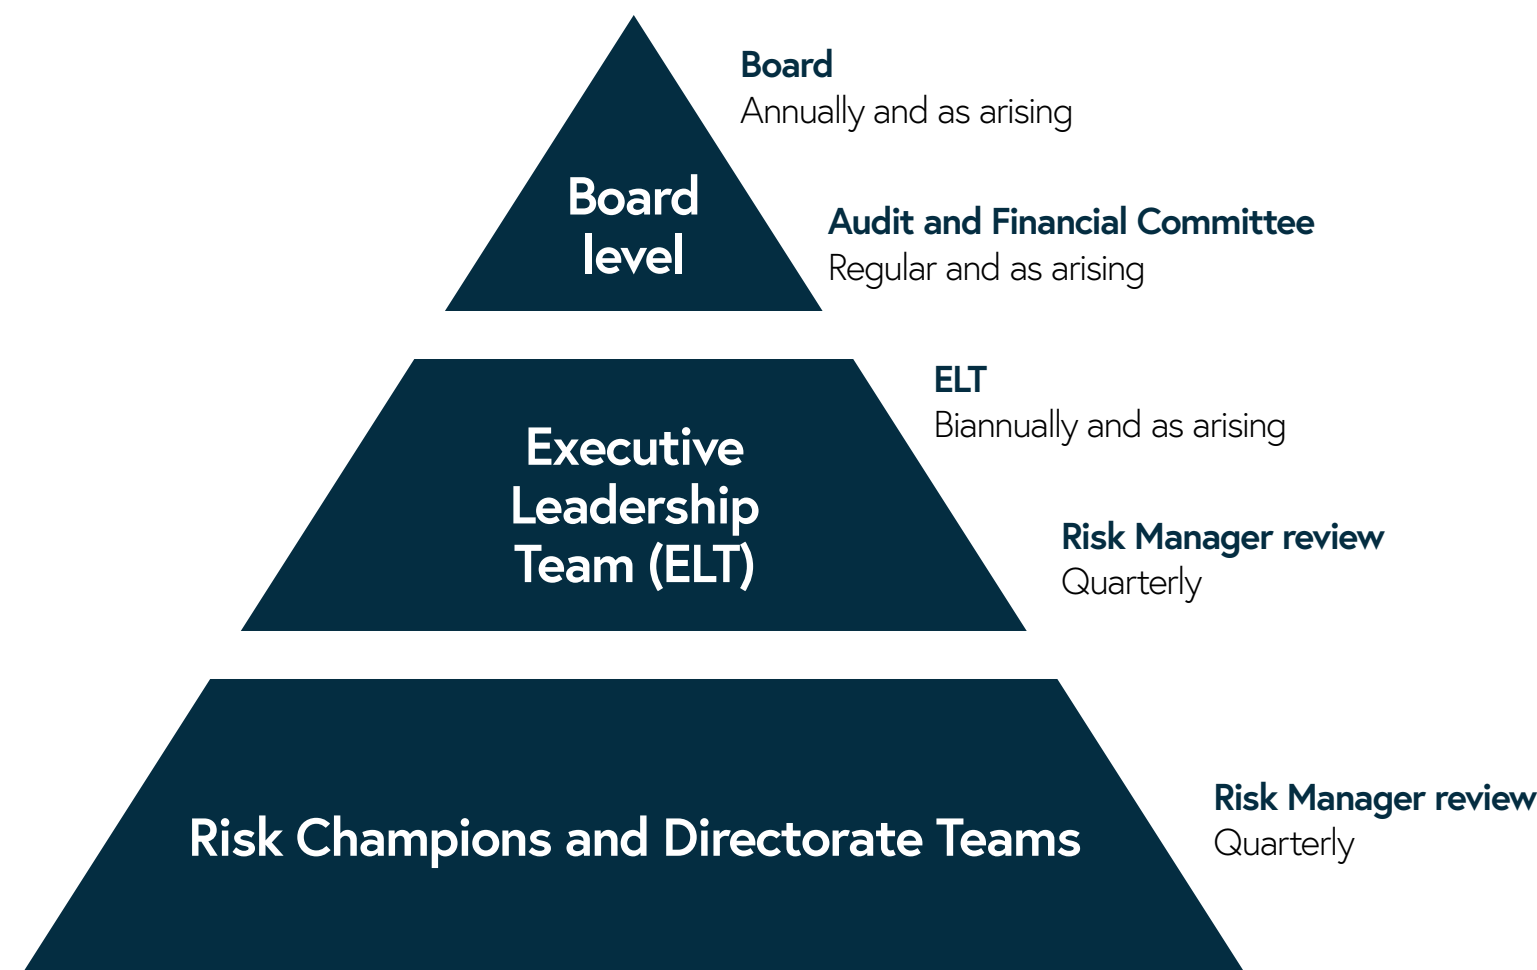 Board
Annually and as arising
Board
level
Audit and Financial Committee
Regular and as arising
ELT
Biannually and as arising
Executive
Leadership
Team (ELT)
Risk Manager review
Quarterly
Risk Champions and Directorate Teams
Risk Manager review
Quarterly